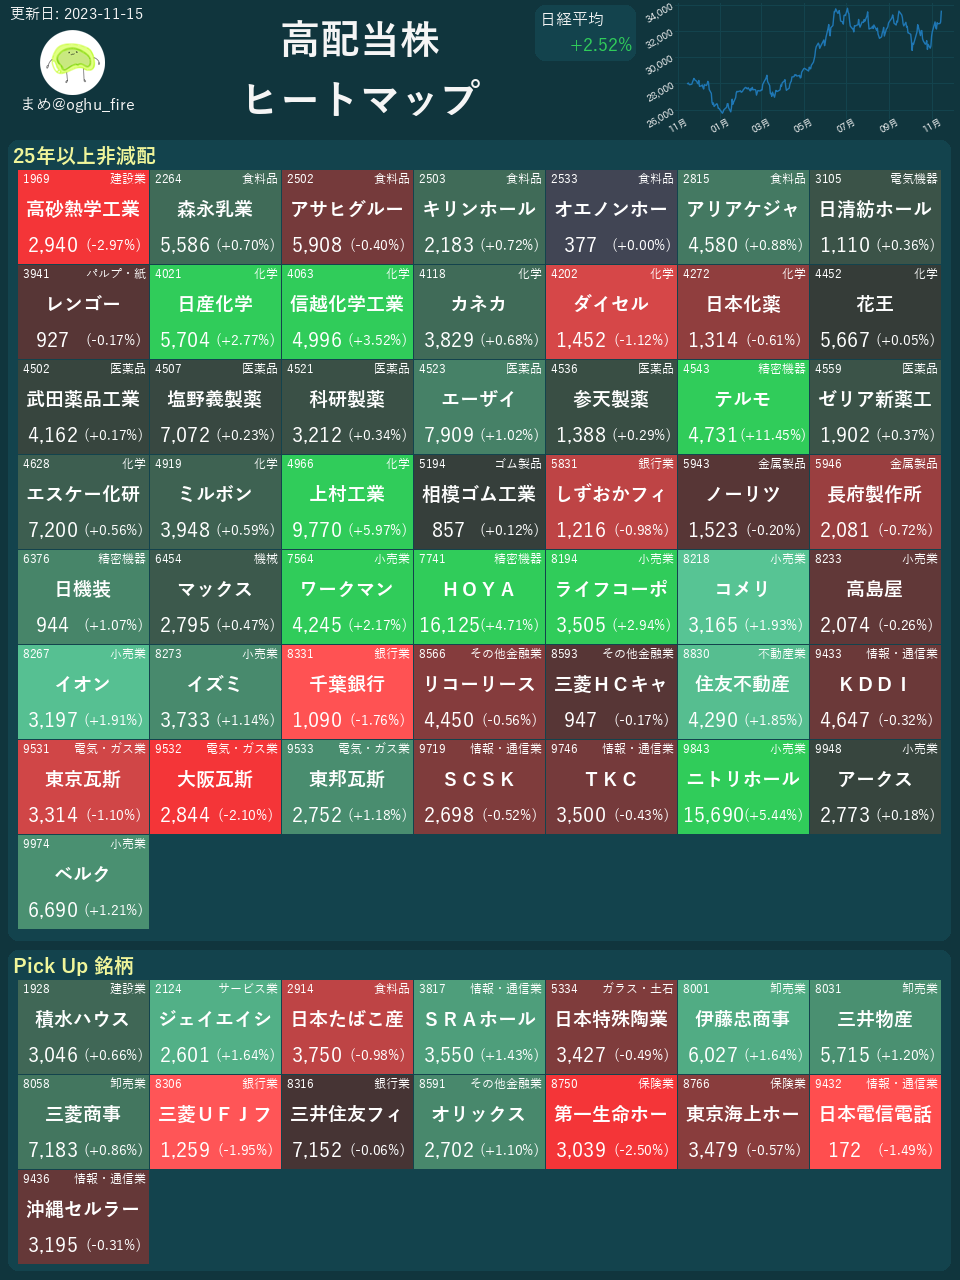 更新日: 2023-11-15
まめ@oghu_fire
高配当株
ヒートマップ
日経平均
+2.52%
34,000
32,000
30,000
28,000
26,000
11月 01月 03月 05月 07月 09月 11月
25年以上非減配
1969 建設業 2264 食料品 2502 食料品 2503 食料品 2533 食料品 2815 食料品 3105 電気機器
高砂熱学工業 森永乳業 アサヒグルー キリンホール オエノンホー アリアケジャ 日清紡ホール
2,940 (-2.97%) 5,586 (+0.70%) 5,908 (-0.40%) 2,183 (+0.72%) 377 (+0.00%) 4,580 (+0.88%) 1,110 (+0.36%)
3941 パルプ・紙 4021 化学 4063 化学 4118 化学 4202 化学 4272 化学 4452 化学
レンゴー 日産化学 信越化学工業 カネカ ダイセル 日本化薬 花王
927 (-0.17%) 5,704 (+2.77%) 4,996 (+3.52%) 3,829 (+0.68%) 1,452 (-1.12%) 1,314 (-0.61%) 5,667 (+0.05%)
4502 医薬品 4507 医薬品 4521 医薬品 4523 医薬品 4536 医薬品 4543 精密機器 4559 医薬品
武田薬品工業 塩野義製薬 科研製薬 エーザイ 参天製薬 テルモ ゼリア新薬工
4,162 (+0.17%) 7,072 (+0.23%) 3,212 (+0.34%) 7,909 (+1.02%) 1,388 (+0.29%) 4,731 (+11.45%) 1,902 (+0.37%)
4628 化学 4919 化学 4966 化学 5194 ゴム製品 5831 銀行業 5943 金属製品 5946 金属製品
エスケー化研 ミルボン 上村工業 相模ゴム工業 しずおかフィ ノーリツ 長府製作所
7,200 (+0.56%) 3,948 (+0.59%) 9,770 (+5.97%) 857 (+0.12%) 1,216 (-0.98%) 1,523 (-0.20%) 2,081 (-0.72%)
6376 精密機器 6454 機械 7564 小売業 7741 精密機器 8194 小売業 8218 小売業 8233 小売業
日機装 マックス ワークマン ＨＯＹＡ ライフコーポ コメリ 高島屋
944 (+1.07%) 2,795 (+0.47%) 4,245 (+2.17%) 16,125 (+4.71%) 3,505 (+2.94%) 3,165 (+1.93%) 2,074 (-0.26%)
8267 小売業 8273 小売業 8331 銀行業 8566 その他金融業 8593 その他金融業 8830 不動産業 9433 情報・通信業
イオン イズミ 千葉銀行 リコーリース 三菱ＨＣキャ 住友不動産 ＫＤＤＩ
3,197 (+1.91%) 3,733 (+1.14%) 1,090 (-1.76%) 4,450 (-0.56%) 947 (-0.17%) 4,290 (+1.85%) 4,647 (-0.32%)
9531 電気・ガス業 9532 電気・ガス業 9533 電気・ガス業 9719 情報・通信業 9746 情報・通信業 9843 小売業 9948 小売業
東京瓦斯 大阪瓦斯 東邦瓦斯 ＳＣＳＫ ＴＫＣ ニトリホール アークス
3,314 (-1.10%) 2,844 (-2.10%) 2,752 (+1.18%) 2,698 (-0.52%) 3,500 (-0.43%) 15,690 (+5.44%) 2,773 (+0.18%)
9974 小売業
ベルク
6,690 (+1.21%)
Pick Up 銘柄
1928 建設業 2124 サービス業 2914 食料品 3817 情報・通信業 5334 ガラス・土石 8001 卸売業 8031 卸売業
積水ハウス ジェイエイシ 日本たばこ産 ＳＲＡホール 日本特殊陶業 伊藤忠商事 三井物産
3,046 (+0.66%) 2,601 (+1.64%) 3,750 (-0.98%) 3,550 (+1.43%) 3,427 (-0.49%) 6,027 (+1.64%) 5,715 (+1.20%)
8058 卸売業 8306 銀行業 8316 銀行業 8591 その他金融業 8750 保険業 8766 保険業 9432 情報・通信業
三菱商事 三菱ＵＦＪフ 三井住友フィ オリックス 第一生命ホー 東京海上ホー 日本電信電話
7,183 (+0.86%) 1,259 (-1.95%) 7,152 (-0.06%) 2,702 (+1.10%) 3,039 (-2.50%) 3,479 (-0.57%) 172 (-1.49%)
9436 情報・通信業
沖縄セルラー
3,195 (-0.31%)